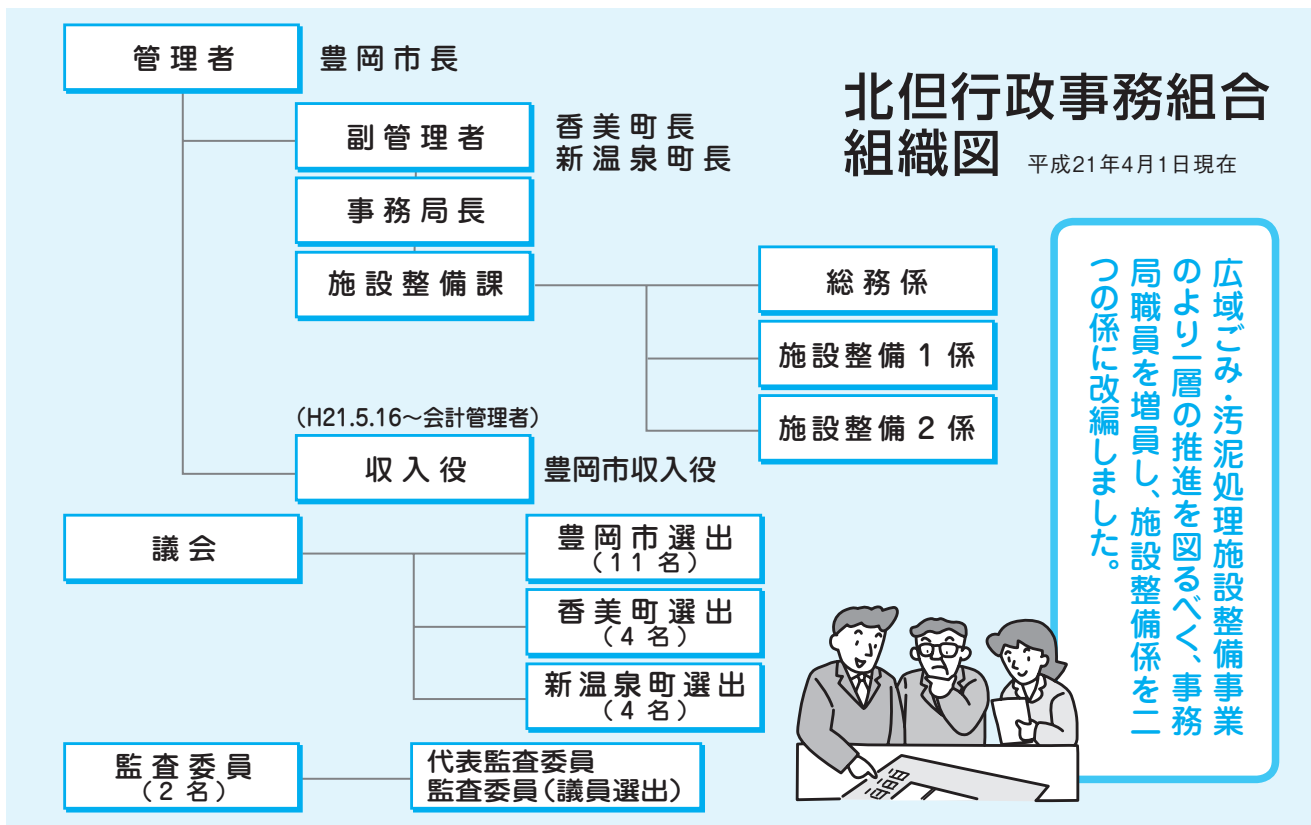 北但行政事務組合
組織図 平成21年4月1日現在
管理者 豊岡市長
副管理者
香美町長
新温泉町長
事務局長
施設整備課
総務係
施設整備1係
施設整備2係
(H21.5.16～会計管理者)
収入役 豊岡市収入役
議会
豊岡市選出
(11名)
香美町選出
(4名)
新温泉町選出
(4名)
監査委員
(2名)
代表監査委員
監査委員(議員選出)
広域ごみ・汚泥処理施設整備事業
のより一層の推進を図るべく、事務
局職員を増員し、施設整備係を二
つの係に改編しました。